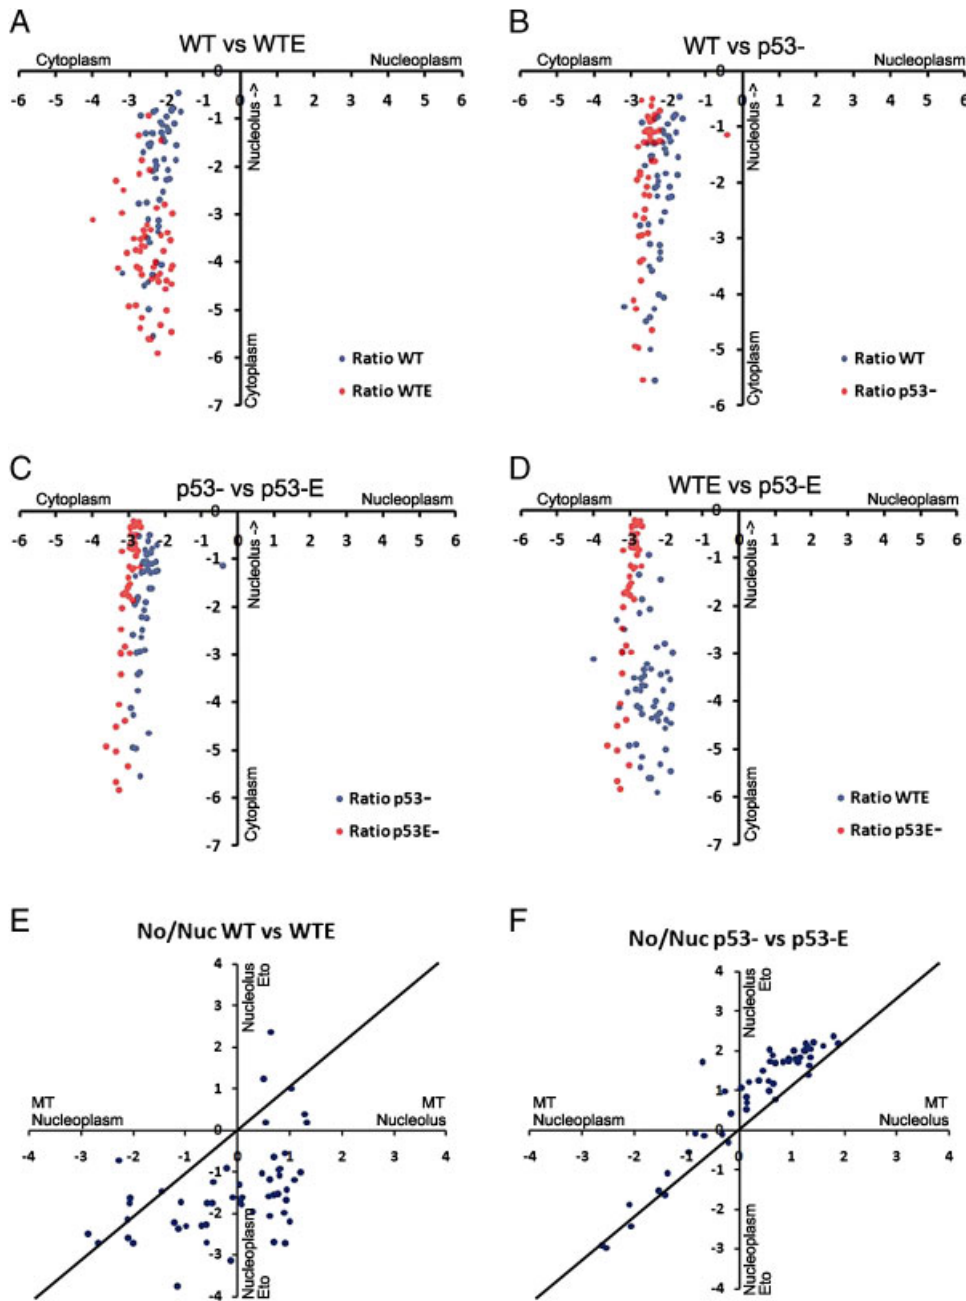 A
WT vs WTE
Cytoplasm
Nucleoplasm
0
-6 -5 -4 -3 -2 -1 0 1 2 3 4 5 6
Nucleolus ->
-1
-2
-3
-4
-5
-6
-7
Cytoplasm
Ratio WT
Ratio WTE
B
WT vs p53-
Cytoplasm
Nucleoplasm
0
-6 -5 -4 -3 -2 -1 0 1 2 3 4 5 6
Nucleolus ->
-1
-2
-3
-4
-5
-6
Cytoplasm
Ratio WT
Ratio p53-
C
p53- vs p53-E
Cytoplasm
Nucleoplasm
0
-6 -5 -4 -3 -2 -1 0 1 2 3 4 5 6
Nucleolus ->
-1
-2
-3
-4
-5
-6
-7
Cytoplasm
Ratio p53-
Ratio p53E-
D
WTE vs p53-E
Cytoplasm
Nucleoplasm
0
-6 -5 -4 -3 -2 -1 0 1 2 3 4 5 6
Nucleolus ->
-1
-2
-3
-4
-5
-6
-7
Cytoplasm
Ratio WTE
Ratio p53E-
E
No/Nuc WT vs WTE
4
3
2
1
0
-1
-2
-3
-4
Nucleolus
Eto
MT
Nucleoplasm
MT
Nucleolus
-4 -3 -2 -1 0 1 2 3 4
Nucleoplasm
Eto
F
No/Nuc p53- vs p53-E
4
3
2
1
0
-1
-2
-3
-4
Nucleolus
Eto
MT
Nucleoplasm
MT
Nucleolus
-4 -3 -2 -1 0 1 2 3 4
Nucleoplasm
Eto